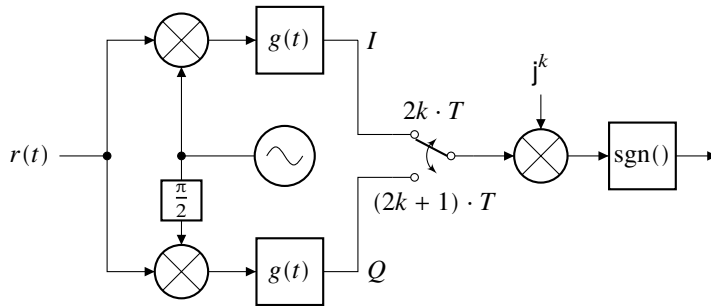 g(t)
I
j^k
2k · T
r(t)
sgn()
π/2
(2k + 1) · T
g(t)
Q